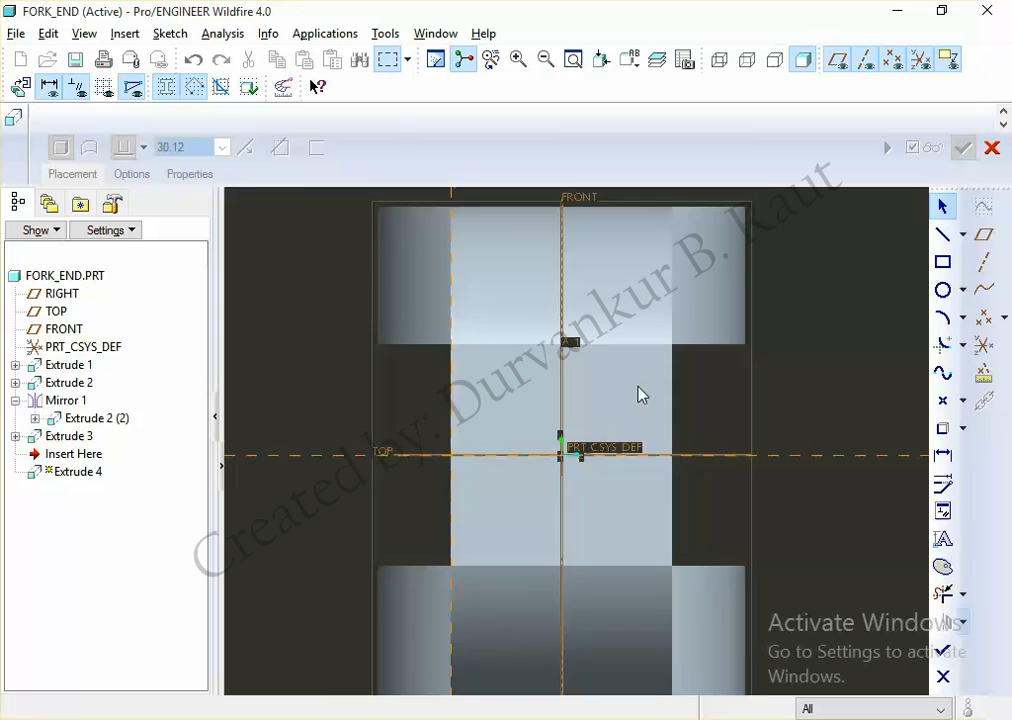 FORK_END (Active) - Pro/ENGINEER Wildfire 4.0
File Edit View Insert Sketch Analysis Info Applications Tools Window Help
30.12
Placement Options Properties
Show Settings
FORK_END.PRT
RIGHT
TOP
FRONT
PRT_CSYS_DEF
Extrude 1
Extrude 2
Mirror 1
Extrude 2 (2)
Extrude 3
Insert Here
Extrude 4
FRONT
A_1
PRT_CSYS_DEF
TOP
Created by: Durvankur B. Raut
Activate Windows
Go to Settings to activate
Windows.
All